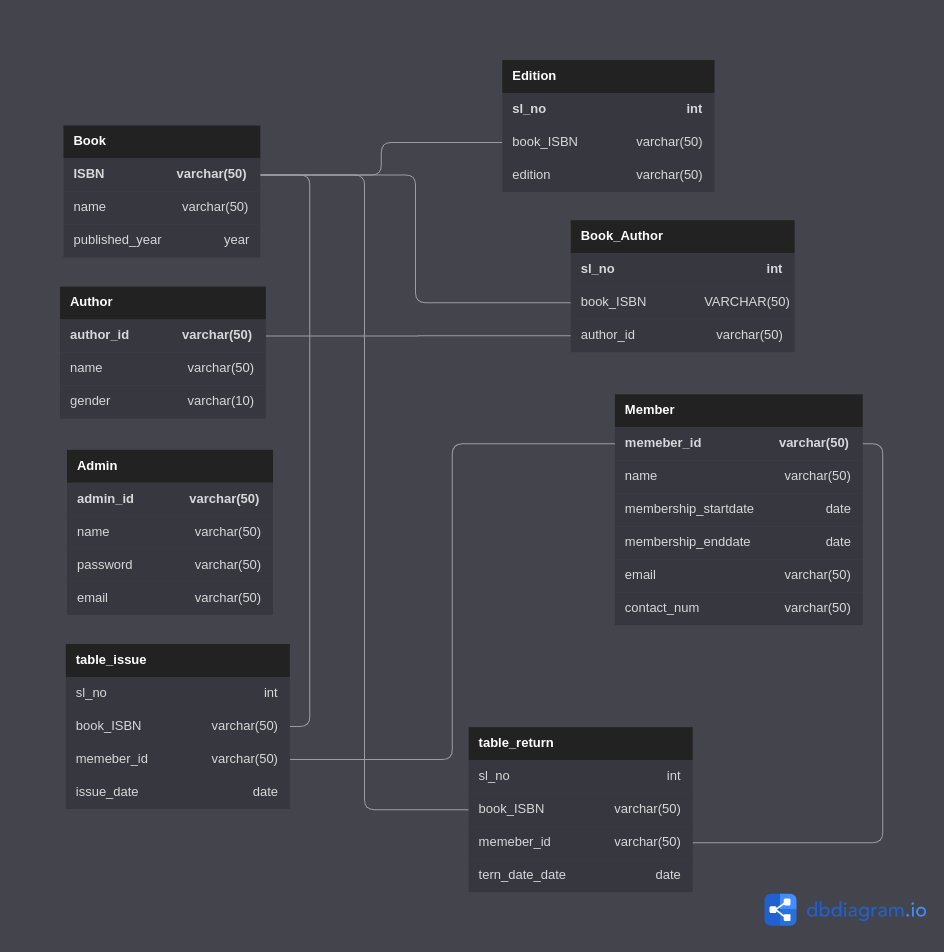 Book
ISBN varchar(50)
name varchar(50)
published_year year
Author
author_id varchar(50)
name varchar(50)
gender varchar(10)
Admin
admin_id varchar(50)
name varchar(50)
password varchar(50)
email varchar(50)
table_issue
sl_no int
book_ISBN varchar(50)
memeber_id varchar(50)
issue_date date
Edition
sl_no int
book_ISBN varchar(50)
edition varchar(50)
Book_Author
sl_no int
book_ISBN VARCHAR(50)
author_id varchar(50)
Member
memeber_id varchar(50)
name varchar(50)
membership_startdate date
membership_enddate date
email varchar(50)
contact_num varchar(50)
table_return
sl_no int
book_ISBN varchar(50)
memeber_id varchar(50)
tern_date_date date
dbdiagram.io